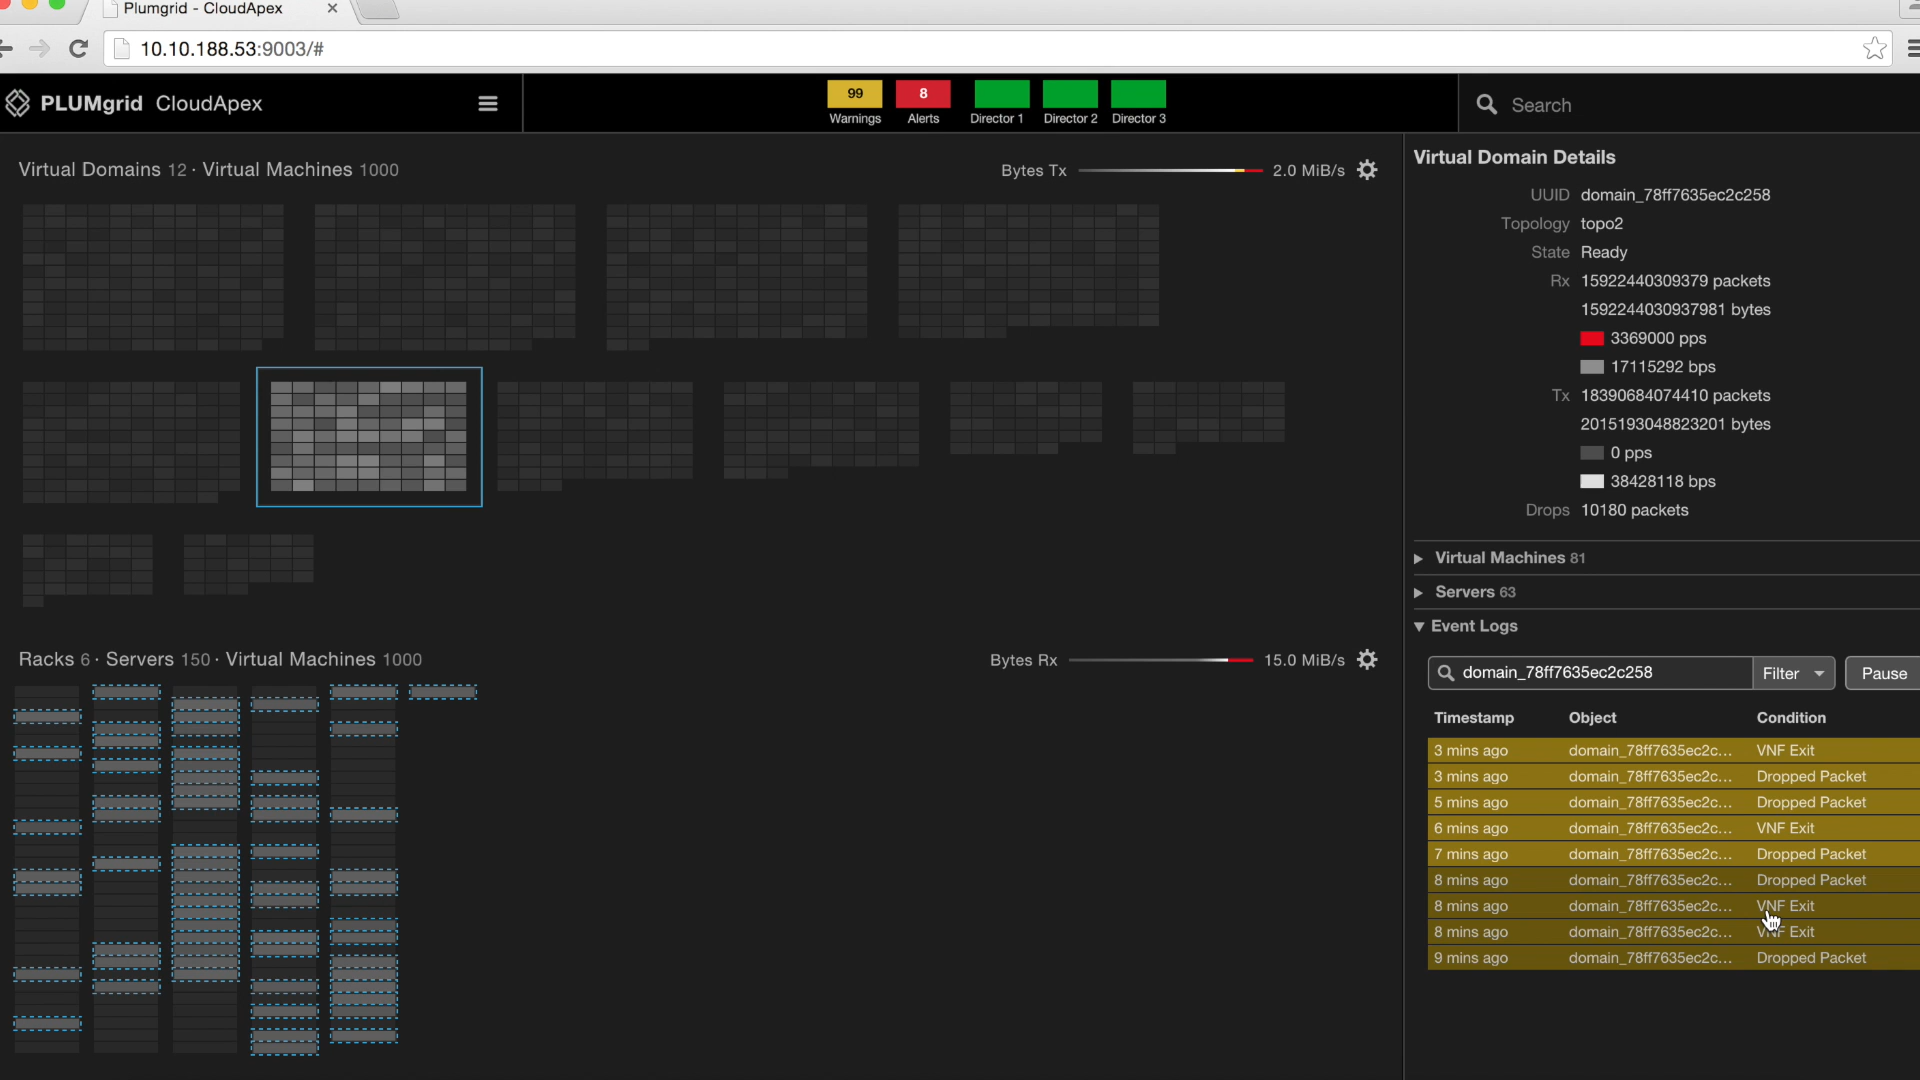 Plumgrid - CloudApex
10.10.188.53:9003/#
PLUMgrid CloudApex
99
Warnings
8
Alerts
Director 1
Director 2
Director 3
Search
Virtual Domains 12 · Virtual Machines 1000
Bytes Tx 2.0 MiB/s
Virtual Domain Details
UUID domain_78ff7635ec2c258
Topology topo2
State Ready
Rx 15922440309379 packets
1592244030937981 bytes
3369000 pps
17115292 bps
Tx 18390684074410 packets
2015193048823201 bytes
0 pps
38428118 bps
Drops 10180 packets
Virtual Machines 81
Servers 63
Event Logs
domain_78ff7635ec2c258 Filter Pause
Timestamp Object Condition
3 mins ago domain_78ff7635ec2c... VNF Exit
3 mins ago domain_78ff7635ec2c... Dropped Packet
5 mins ago domain_78ff7635ec2c... Dropped Packet
6 mins ago domain_78ff7635ec2c... VNF Exit
7 mins ago domain_78ff7635ec2c... Dropped Packet
8 mins ago domain_78ff7635ec2c... Dropped Packet
8 mins ago domain_78ff7635ec2c... VNF Exit
8 mins ago domain_78ff7635ec2c... VNF Exit
9 mins ago domain_78ff7635ec2c... Dropped Packet
Racks 6 · Servers 150 · Virtual Machines 1000
Bytes Rx 15.0 MiB/s